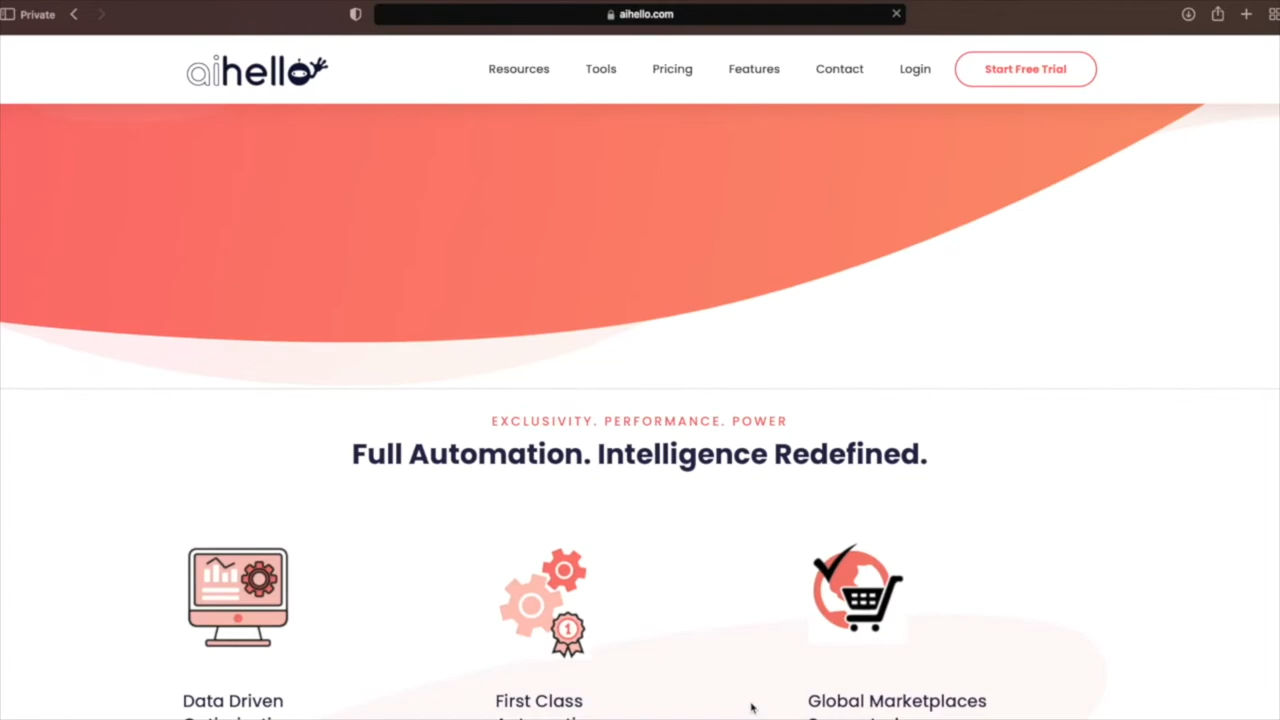 Private
aihello.com
aihello
Resources
Tools
Pricing
Features
Contact
Login
Start Free Trial
EXCLUSIVITY. PERFORMANCE. POWER
Full Automation. Intelligence Redefined.
1
Data Driven
First Class
Global Marketplaces